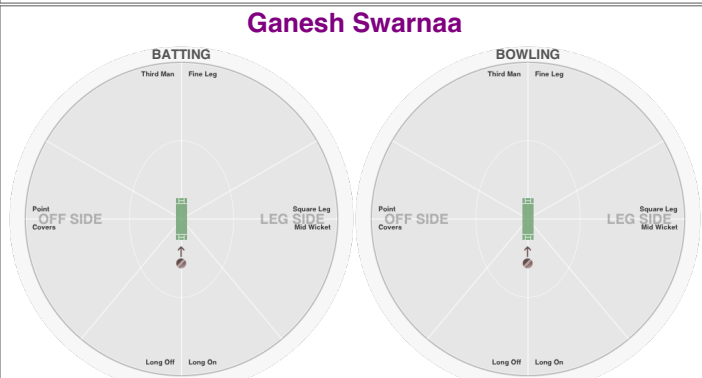 Ganesh Swarnaa
BATTING
Third Man Fine Leg
Point
OFF SIDE
Covers
Square Leg
LEG SIDE
Mid Wicket
Long Off Long On
BOWLING
Third Man Fine Leg
Point
OFF SIDE
Covers
Square Leg
LEG SIDE
Mid Wicket
Long Off Long On